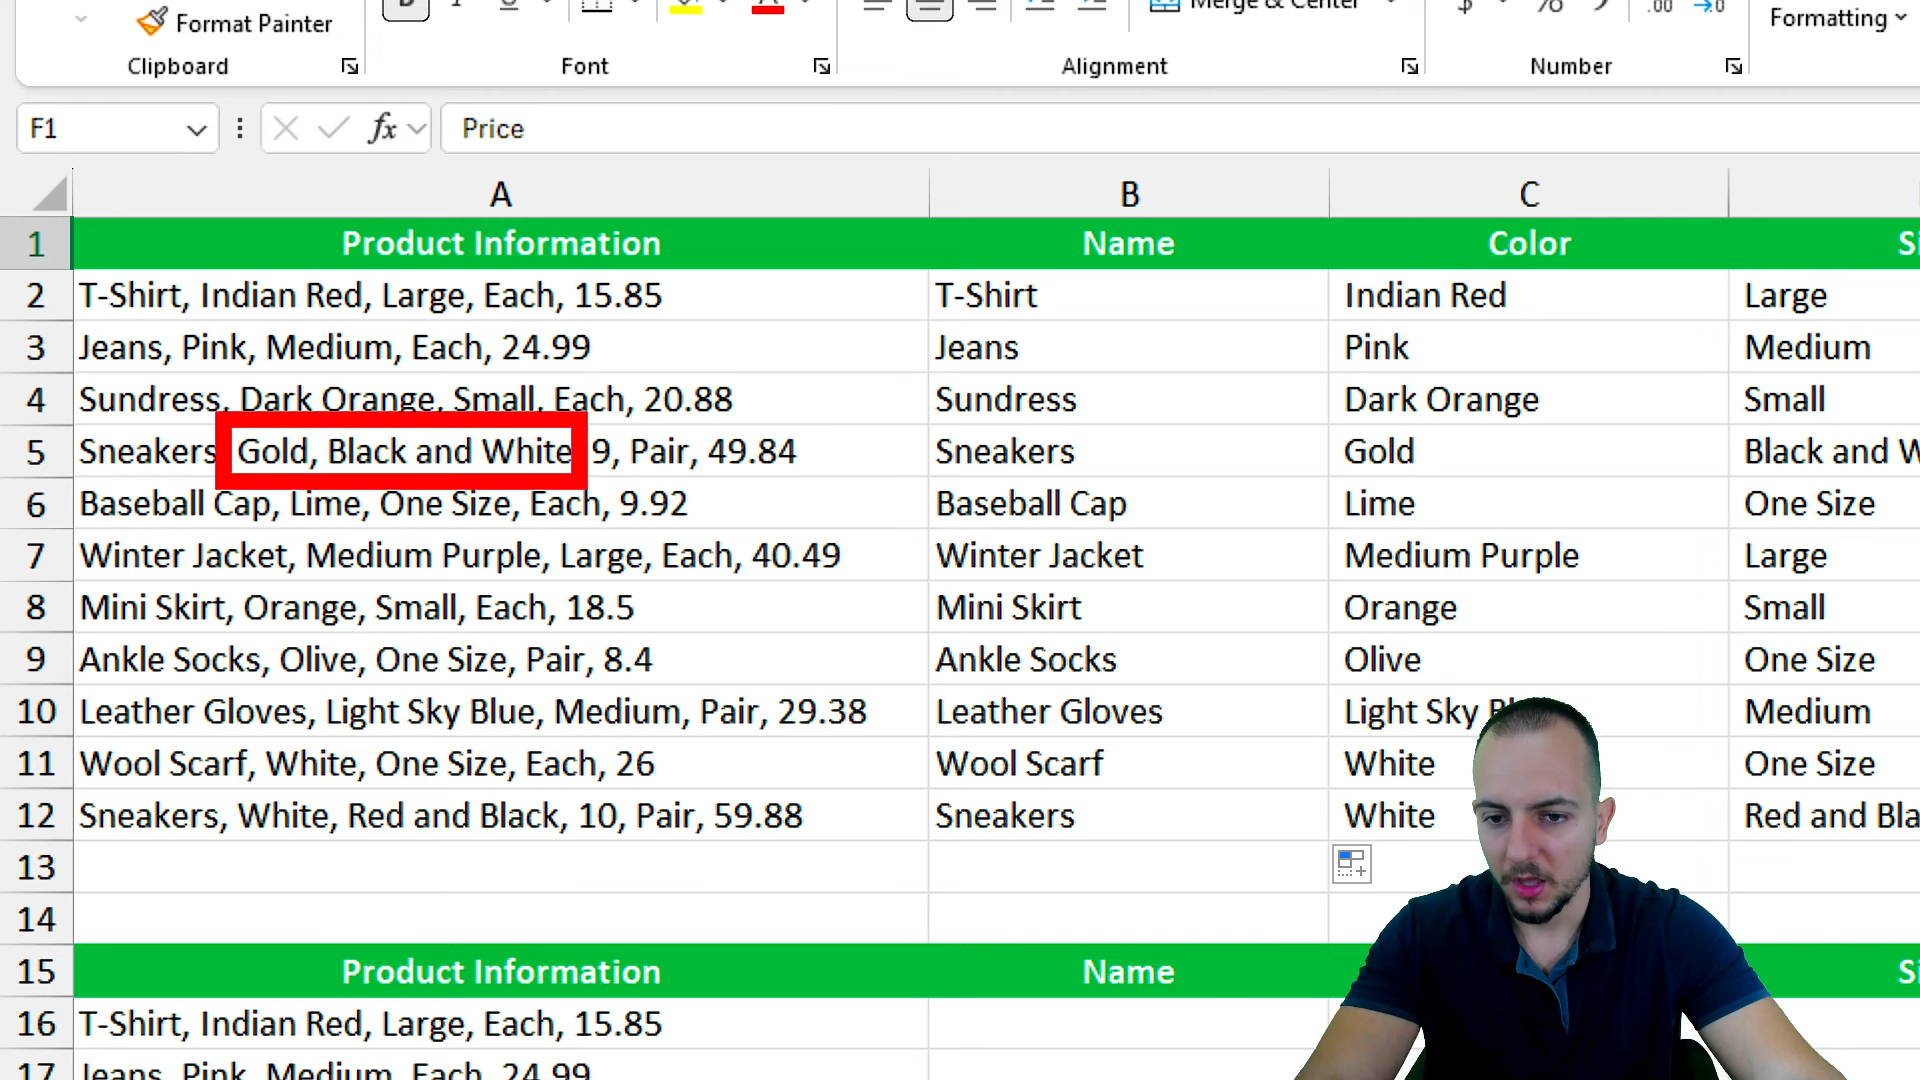 B I U Merge & Center $ % .00 →0
Format Painter Formatting
Clipboard Font Alignment Number
F1 fx Price
A B C
1 Product Information Name Color Si
2 T-Shirt, Indian Red, Large, Each, 15.85 T-Shirt Indian Red Large
3 Jeans, Pink, Medium, Each, 24.99 Jeans Pink Medium
4 Sundress, Dark Orange, Small, Each, 20.88 Sundress Dark Orange Small
5 Sneakers Gold, Black and White 9, Pair, 49.84 Sneakers Gold Black and W
6 Baseball Cap, Lime, One Size, Each, 9.92 Baseball Cap Lime One Size
7 Winter Jacket, Medium Purple, Large, Each, 40.49 Winter Jacket Medium Purple Large
8 Mini Skirt, Orange, Small, Each, 18.5 Mini Skirt Orange Small
9 Ankle Socks, Olive, One Size, Pair, 8.4 Ankle Socks Olive One Size
10 Leather Gloves, Light Sky Blue, Medium, Pair, 29.38 Leather Gloves Light Sky Medium
11 Wool Scarf, White, One Size, Each, 26 Wool Scarf White One Size
12 Sneakers, White, Red and Black, 10, Pair, 59.88 Sneakers White Red and Bla
13
14
15 Product Information Name Si
16 T-Shirt, Indian Red, Large, Each, 15.85
17 Jeans, Pink, Medium, Each, 24.99